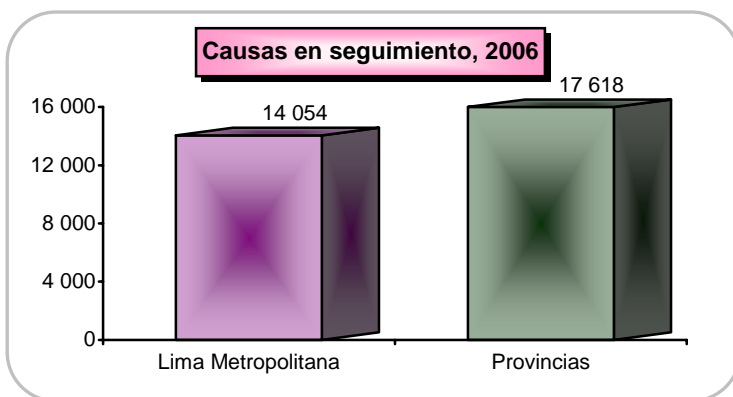 Causas en seguimiento, 2006
17 618
16 000
14 054
12 000
8 000
4 000
0
Lima Metropolitana
Provincias